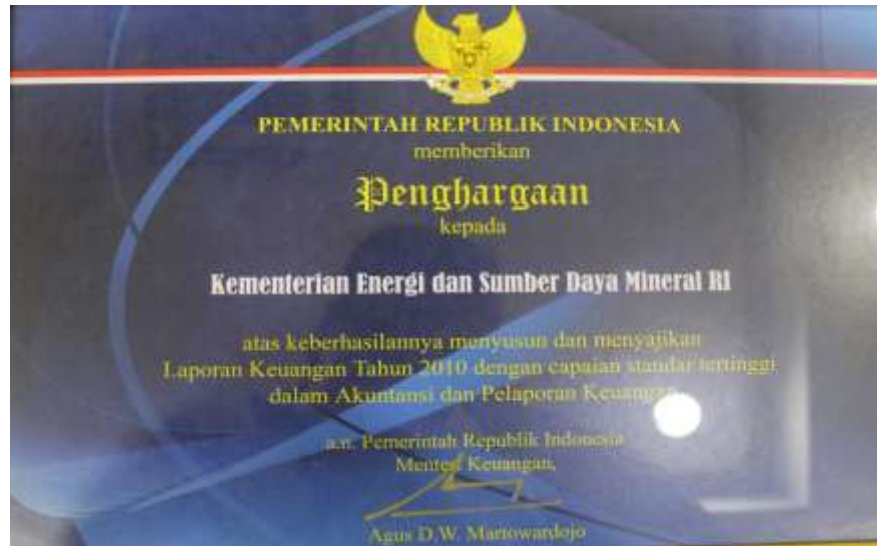 PEMERINTAH REPUBLIK INDONESIA
memberikan
Penghargaan
kepada
Kementerian Energi dan Sumber Daya Mineral RI
atas keberhasilannya menyusun dan menyajikan
Laporan Keuangan Tahun 2010 dengan capaian standar tertinggi
dalam Akuntansi dan Pelaporan Keuangan
a.n. Pemerintah Republik Indonesia
Menteri Keuangan,
Agus D.W. Martowardojo